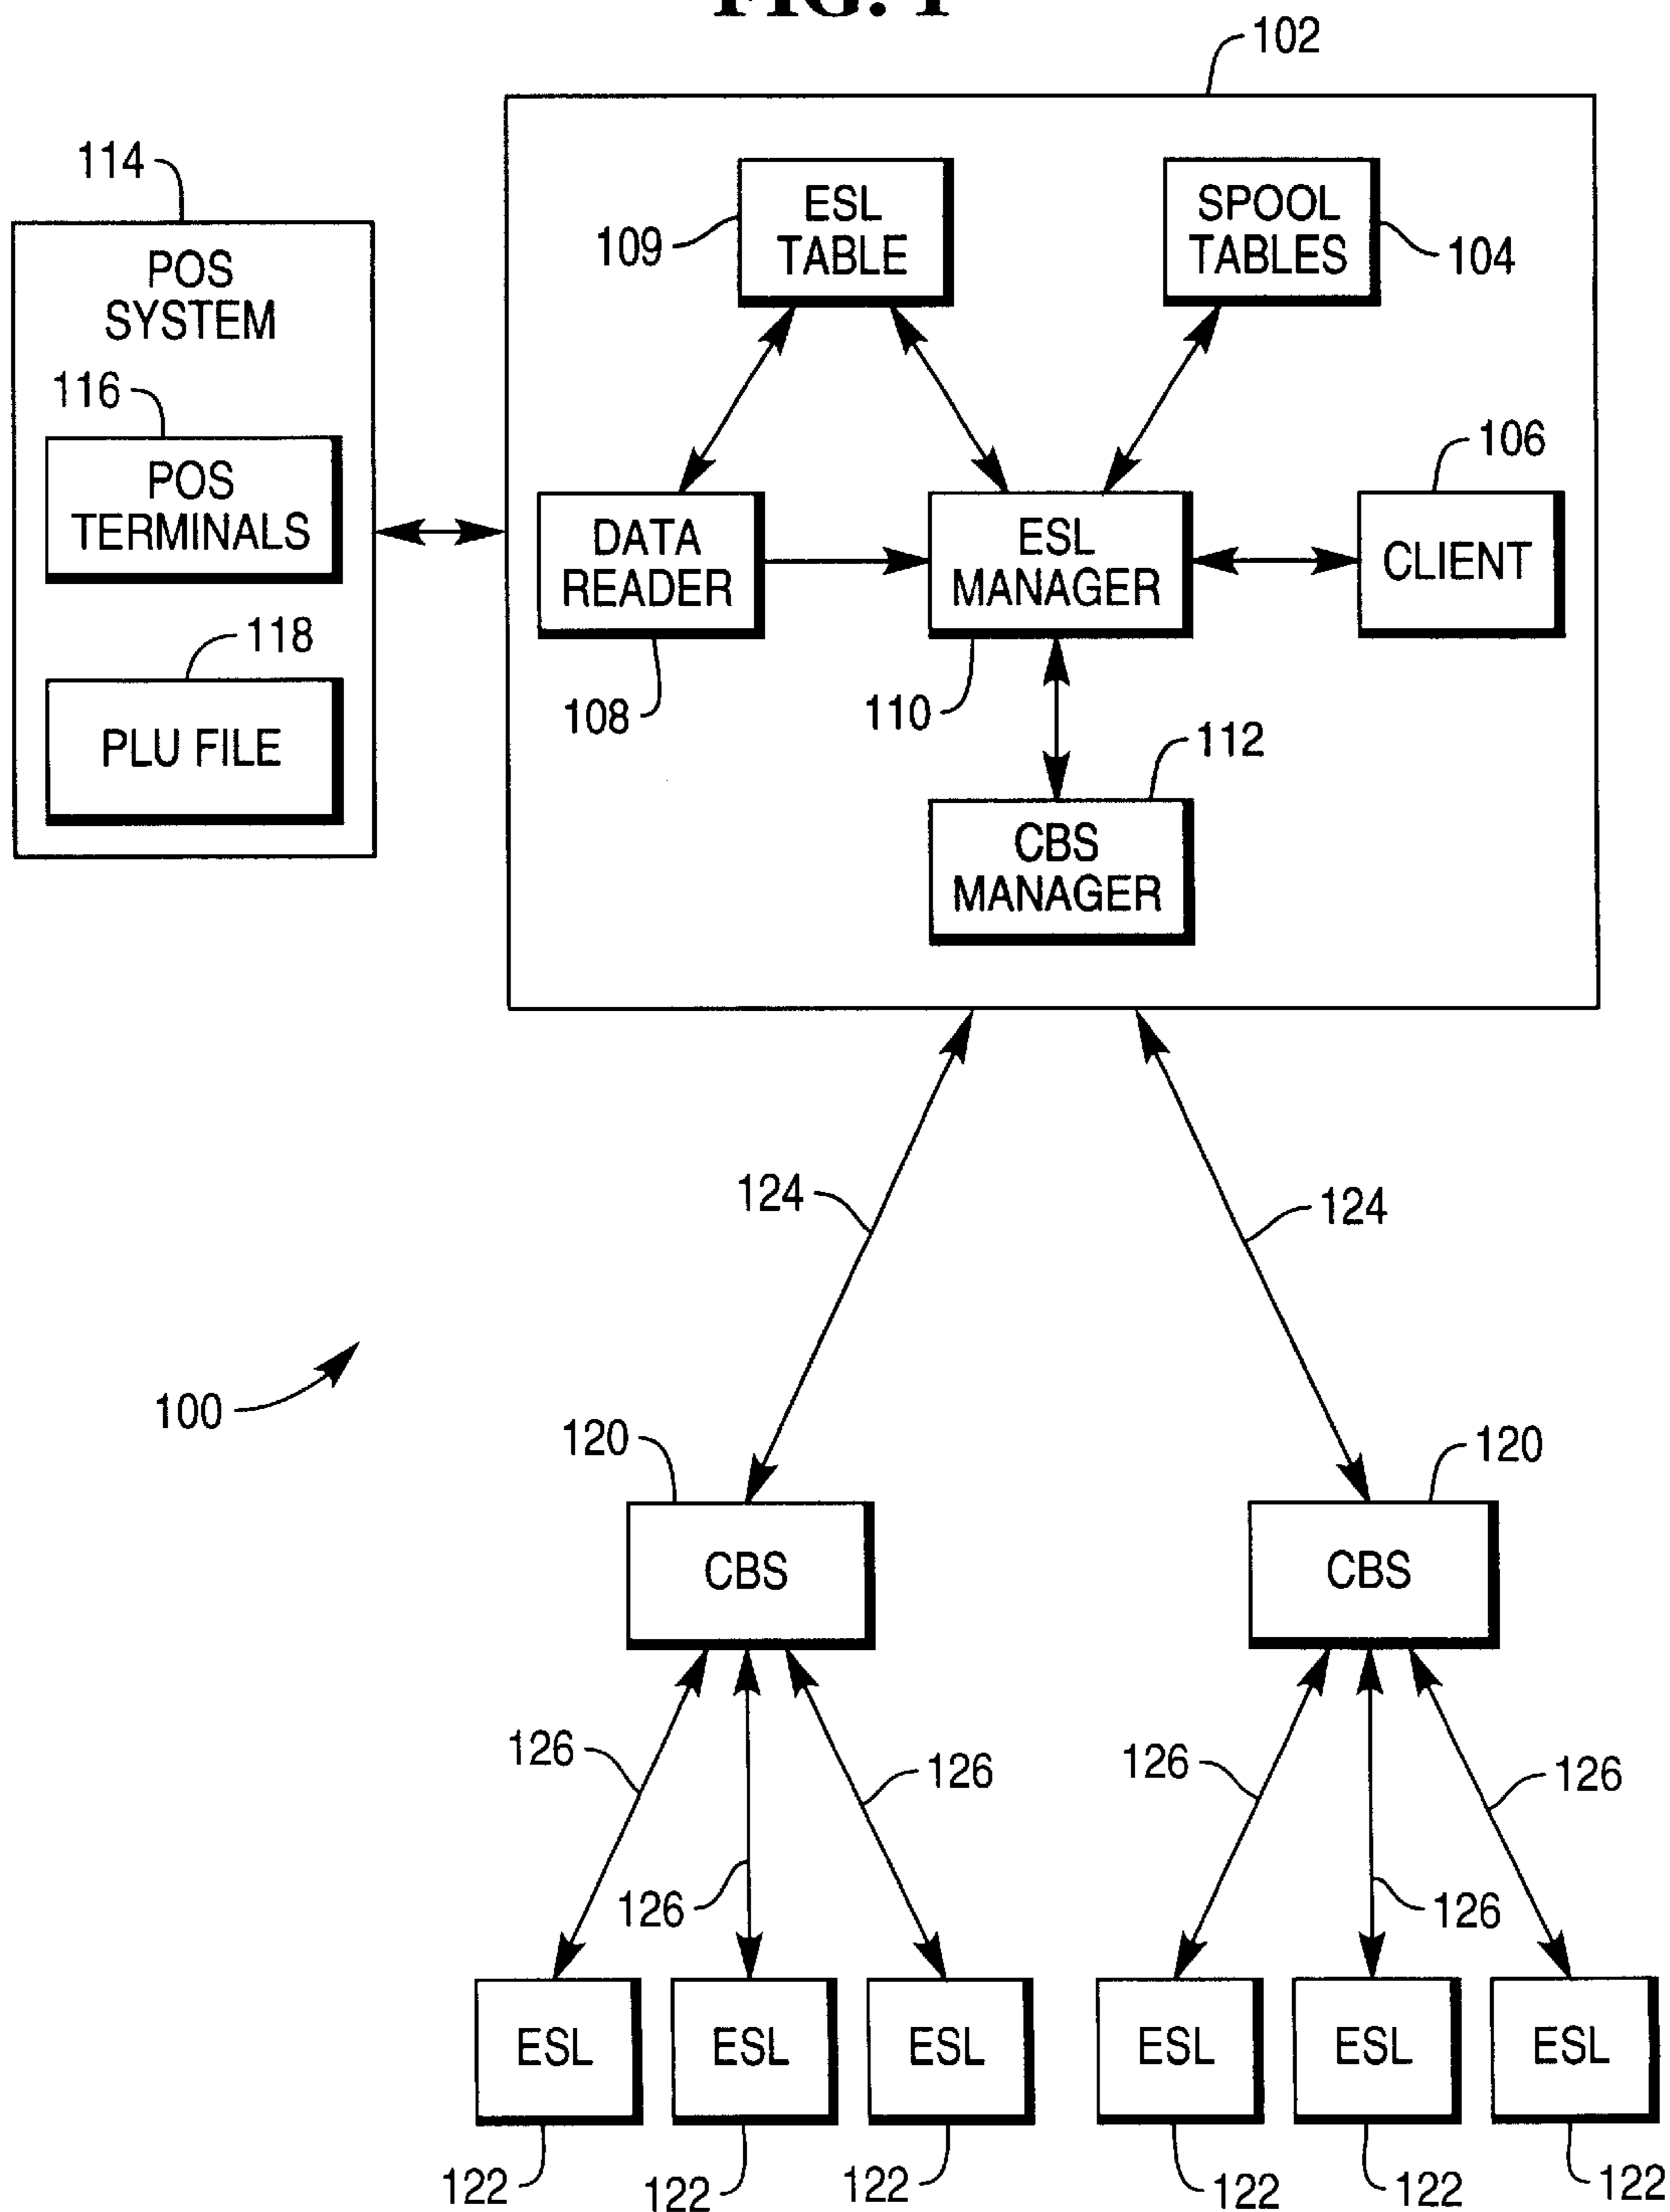 FIG. 1
102
114
ESL
TABLE
109
SPOOL
TABLES
104
POS
SYSTEM
116
POS
TERMINALS
118
PLU FILE
106
DATA
READER
108
ESL
MANAGER
110
CLIENT
112
CBS
MANAGER
124
124
100
120
CBS
120
CBS
126
126
126
126
126
126
ESL
ESL
ESL
ESL
ESL
ESL
122
122
122
122
122
122